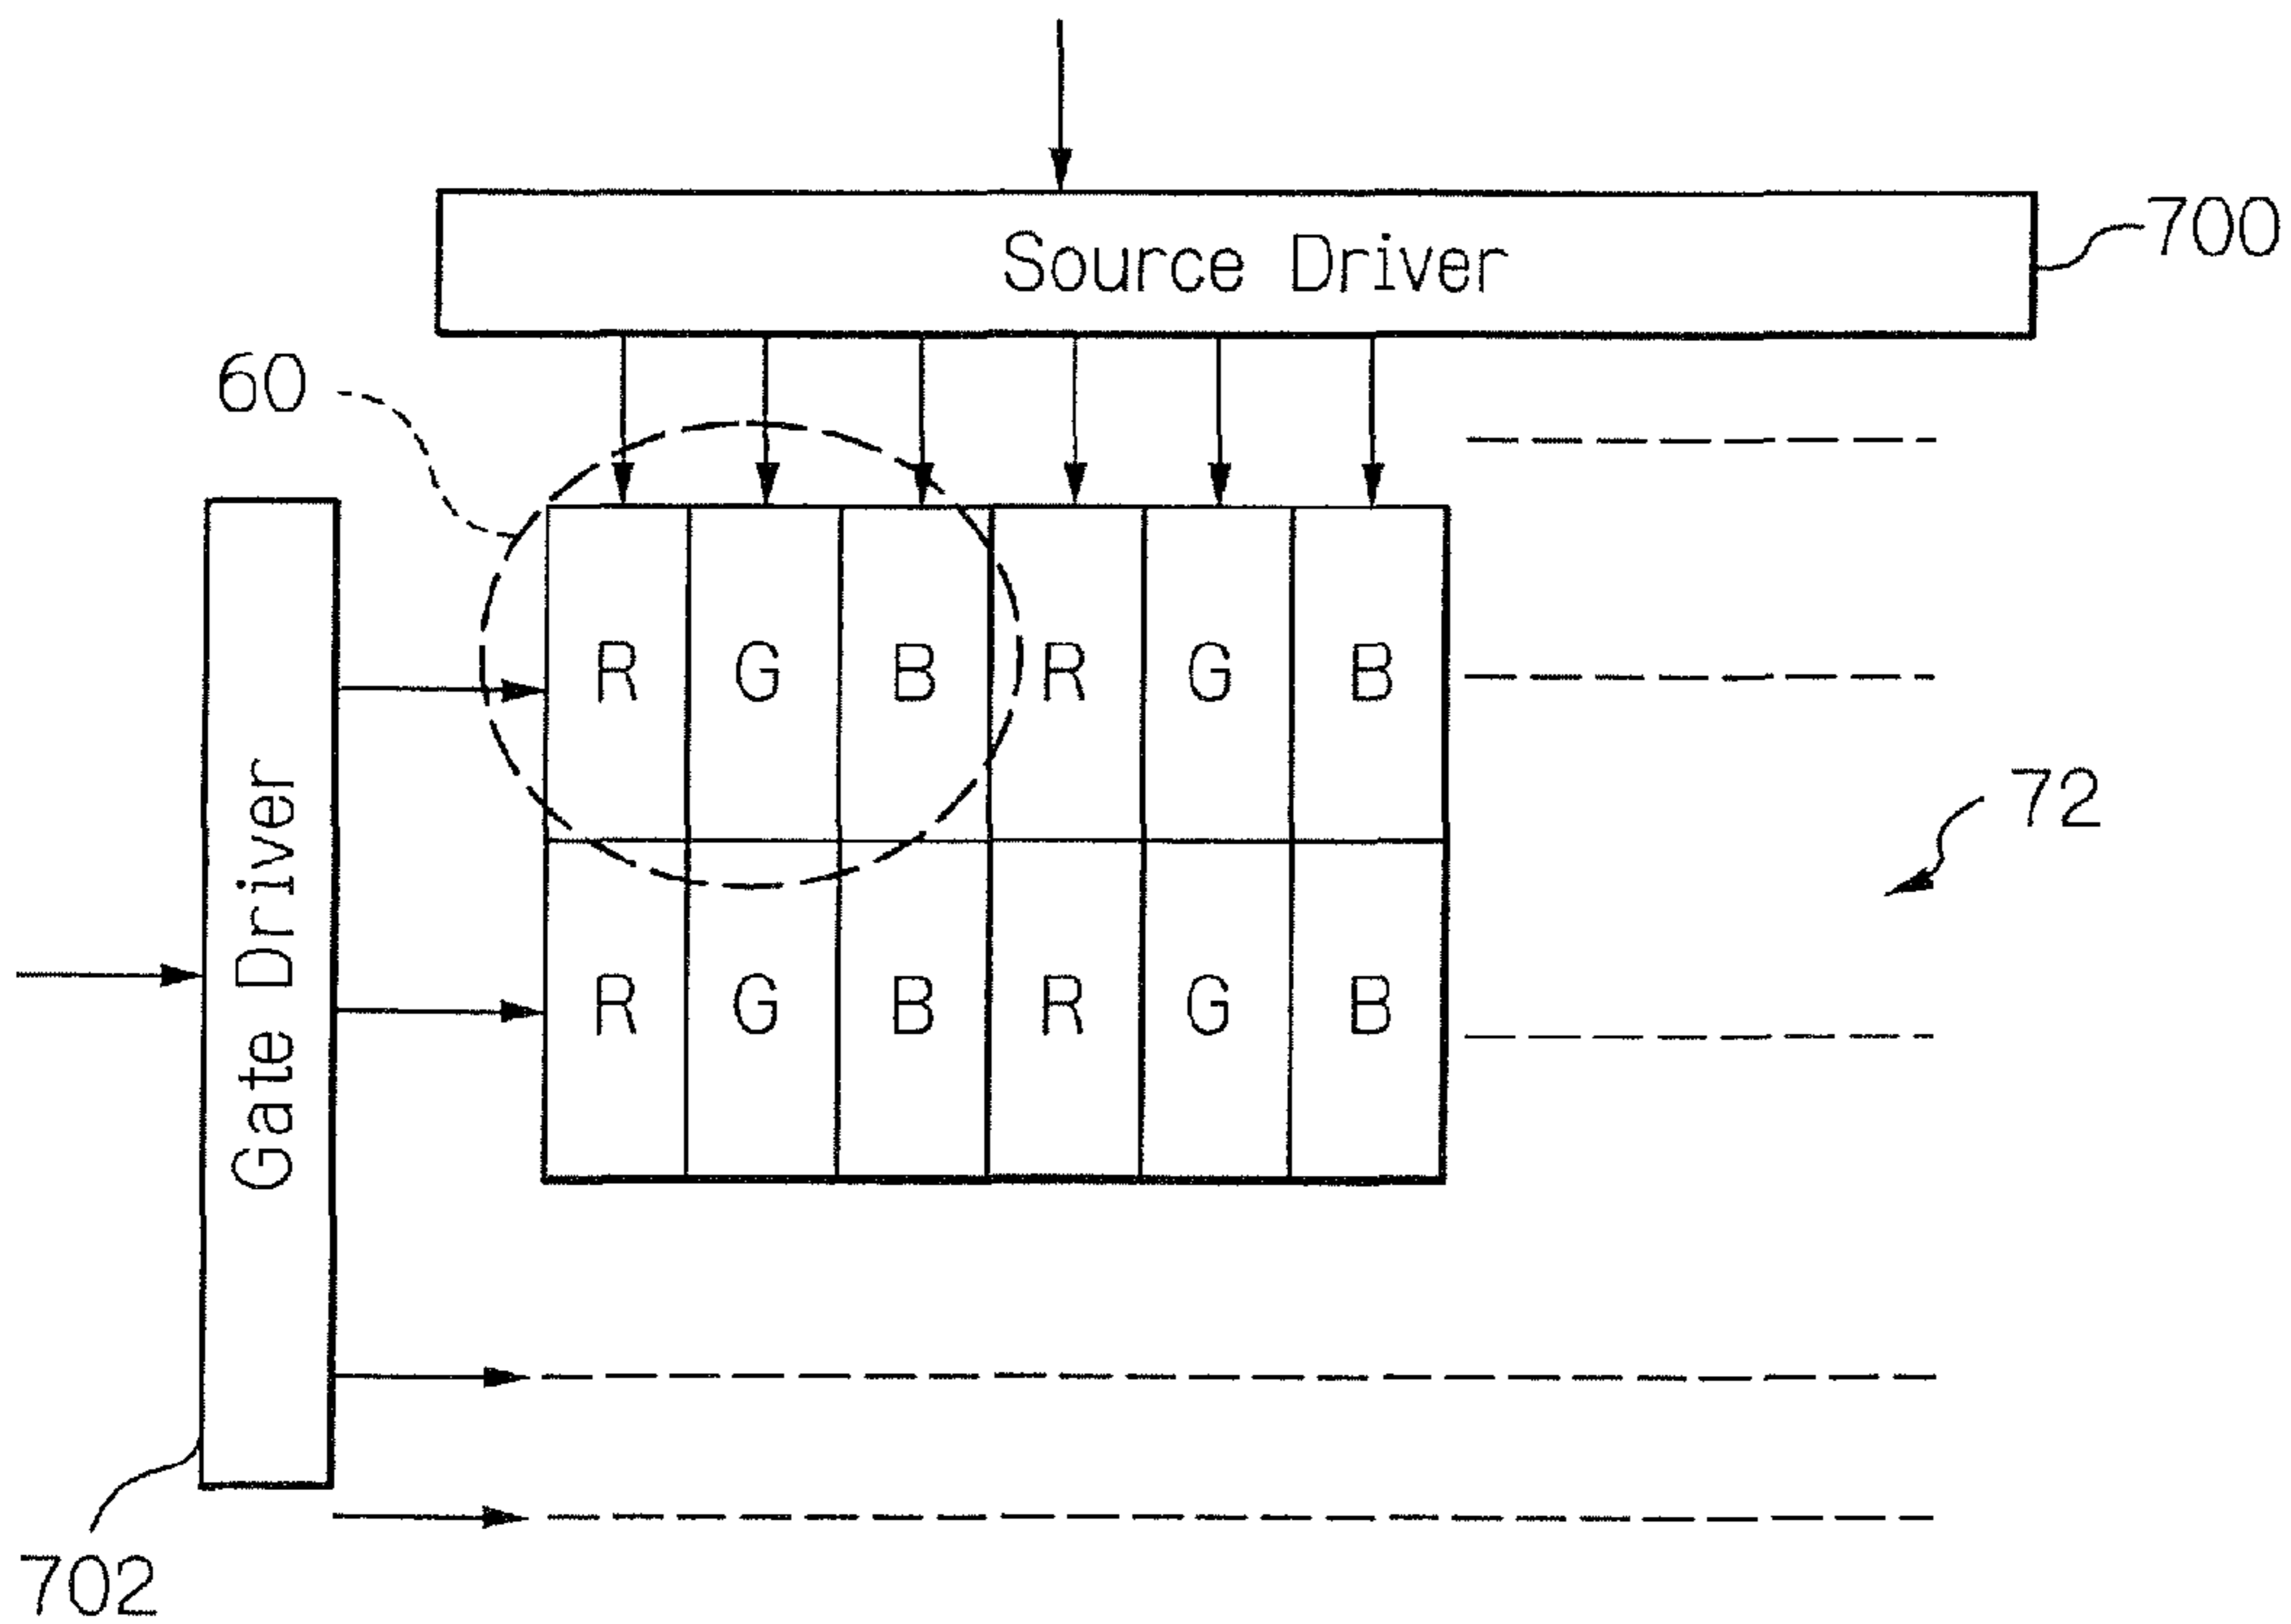 Source Driver
700
60
R G B R G B
72
Gate Driver
R G B R G B
702